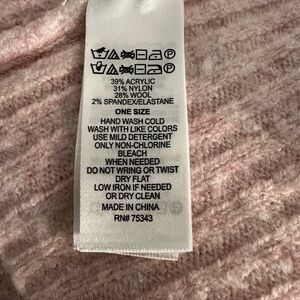 39% ACRYLIC
31% NYLON
28% WOOL
2% SPANDEX/ELASTANE
ONE SIZE
HAND WASH COLD
WASH WITH LIKE COLORS
USE MILD DETERGENT
ONLY NON-CHLORINE
BLEACH
WHEN NEEDED
DO NOT WRING OR TWIST
DRY FLAT
LOW IRON IF NEEDED
OR DRY CLEAN
MADE IN CHINA
RN# 75343